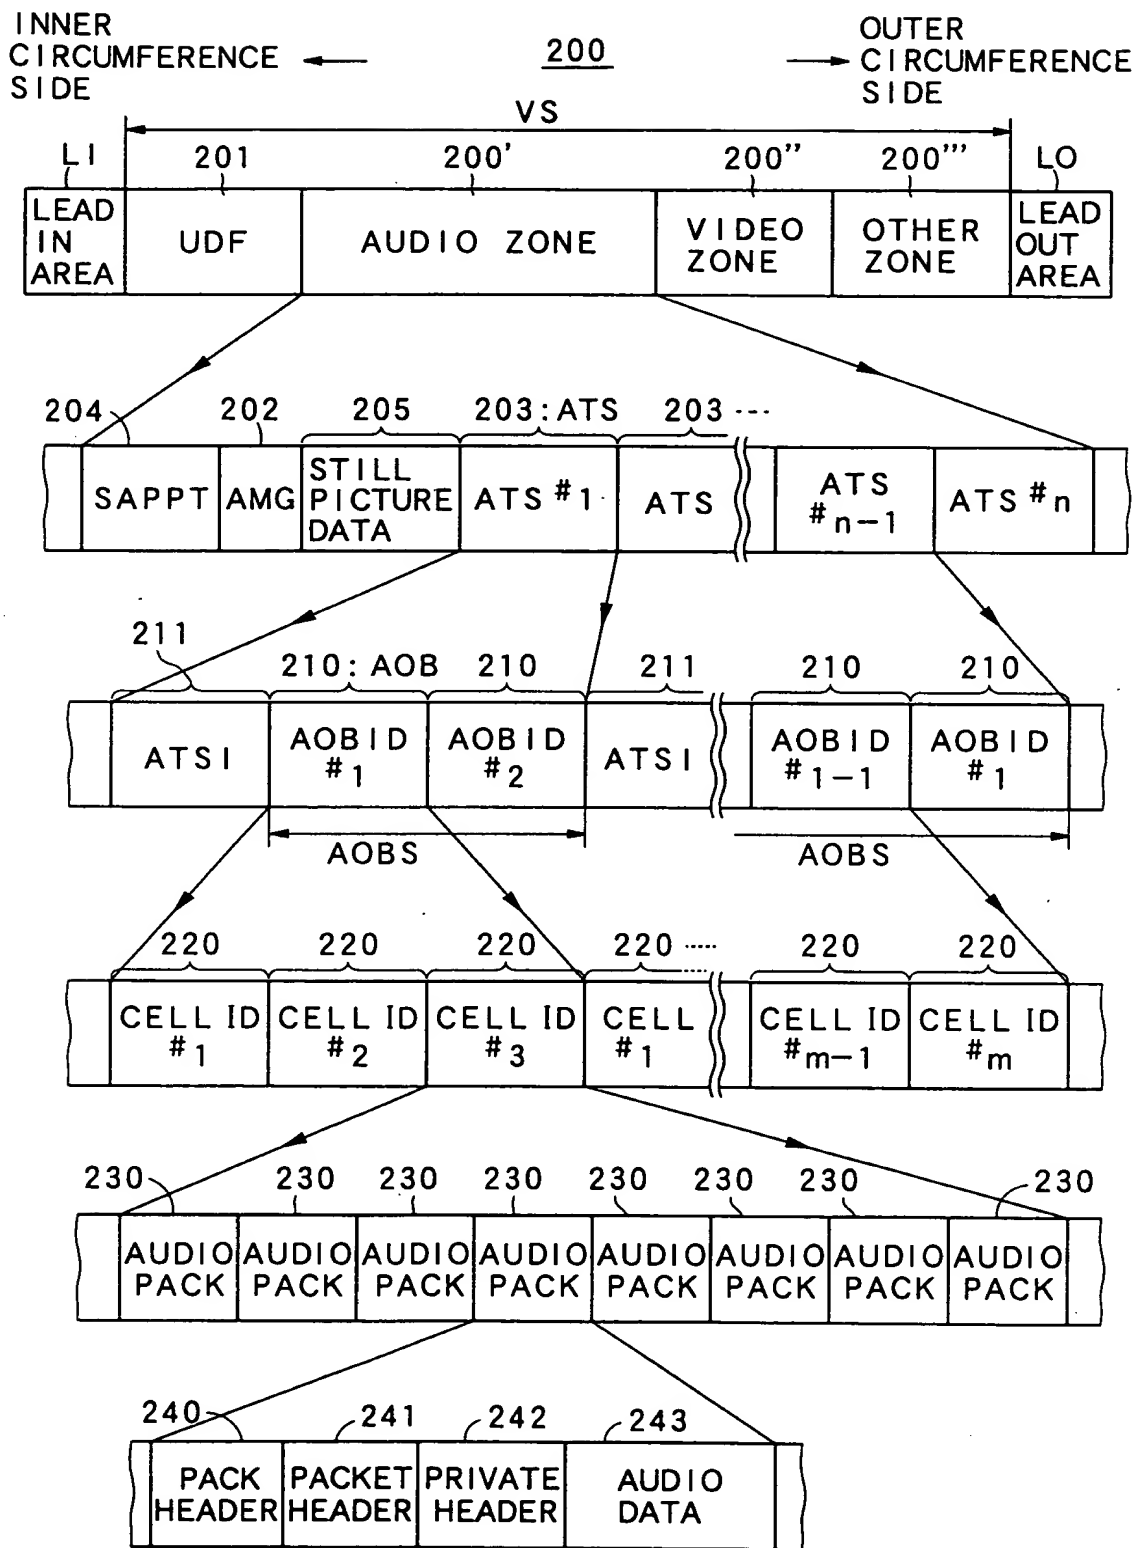 INNER
CIRCUMFERENCE
SIDE
200
OUTER
CIRCUMFERENCE
SIDE
VS
LI
201
200'
200''
200'''
LO
LEAD
IN
AREA
UDF
AUDIO ZONE
VIDEO
ZONE
OTHER
ZONE
LEAD
OUT
AREA
204
202
205
203:ATS
203 ...
SAPPT
AMG
STILL
PICTURE
DATA
ATS #1
ATS
ATS
#n-1
ATS #n
211
210:AOB
210
211
210
210
ATSI
AOBID
#1
AOBID
#2
ATSI
AOBID
#1-1
AOBID
#1
AOBS
AOBS
220
220
220
220 .....
220
220
CELL ID
#1
CELL ID
#2
CELL ID
#3
CELL
#1
CELL ID
#m-1
CELL ID
#m
230
230
230
230
230
230
230
230
AUDIO
PACK
AUDIO
PACK
AUDIO
PACK
AUDIO
PACK
AUDIO
PACK
AUDIO
PACK
AUDIO
PACK
AUDIO
PACK
240
241
242
243
PACK
HEADER
PACKET
HEADER
PRIVATE
HEADER
AUDIO
DATA